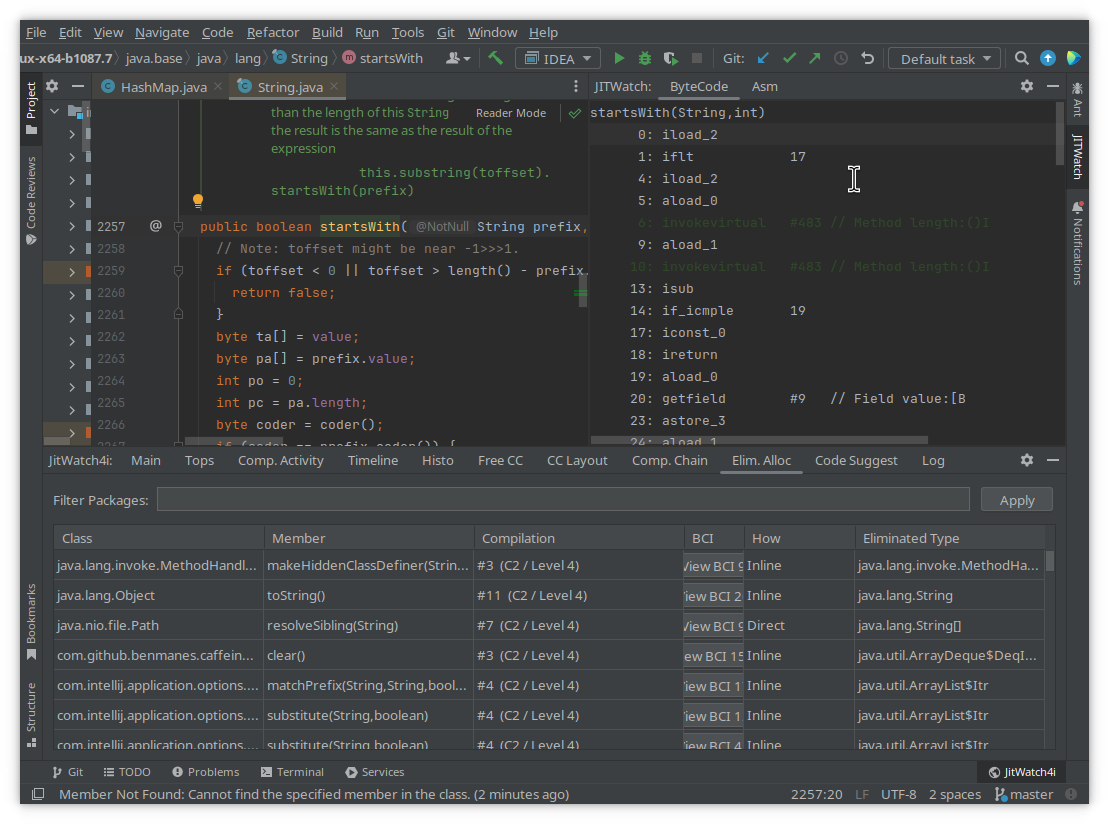 File Edit View Navigate Code Refactor Build Run Tools Git Window Help
ux-x64-b1087.7 java.base java lang String startsWith IDEA Git: Default task
Project
Code Reviews
Bookmarks
Structure
HashMap.java String.java
than the length of this String Reader Mode
the result is the same as the result of the
expression
this.substring(toffset).
startsWith(prefix)
2257 @ public boolean startsWith( @NotNull String prefix,
2258 // Note: toffset might be near -1>>>1.
2259 if (toffset < 0 || toffset > length() - prefix.
2260 return false;
2261 }
2262 byte ta[] = value;
2263 byte pa[] = prefix.value;
2264 int po = 0;
2265 int pc = pa.length;
2266 byte coder = coder();
2267 if (coder == prefix.coder()) {
JITWatch: ByteCode Asm
startsWith(String,int)
0: iload_2
1: iflt 17
4: iload_2
5: aload_0
6: invokevirtual #483 // Method length:()I
9: aload_1
10: invokevirtual #483 // Method length:()I
13: isub
14: if_icmple 19
17: iconst_0
18: ireturn
19: aload_0
20: getfield #9 // Field value:[B
23: astore_3
24: aload_1
Ant
JITWatch
Notifications
JitWatch4i: Main Tops Comp. Activity Timeline Histo Free CC CC Layout Comp. Chain Elim. Alloc Code Suggest Log
Filter Packages: Apply
Class Member Compilation BCI How Eliminated Type
java.lang.invoke.MethodHandl... makeHiddenClassDefiner(Strin... #3 (C2 / Level 4) View BCI 9 Inline java.lang.invoke.MethodHa...
java.lang.Object toString() #11 (C2 / Level 4) iew BCI 2 Inline java.lang.String
java.nio.file.Path resolveSibling(String) #7 (C2 / Level 4) View BCI 9 Direct java.lang.String[]
com.github.benmanes.caffein... clear() #3 (C2 / Level 4) ew BCI 15 Inline java.util.ArrayDeque$DeqI...
com.intellij.application.options.... matchPrefix(String,String,bool... #4 (C2 / Level 4) iew BCI 1 Inline java.util.ArrayList$Itr
com.intellij.application.options.... substitute(String,boolean) #4 (C2 / Level 4) iew BCI 1 Inline java.util.ArrayList$Itr
com.intellij.application.options.... substitute(String,boolean) #4 (C2 / Level 4) iew BCI 4 Inline java.util.ArrayList$Itr
Git TODO Problems Terminal Services JitWatch4i
Member Not Found: Cannot find the specified member in the class. (2 minutes ago) 2257:20 LF UTF-8 2 spaces master